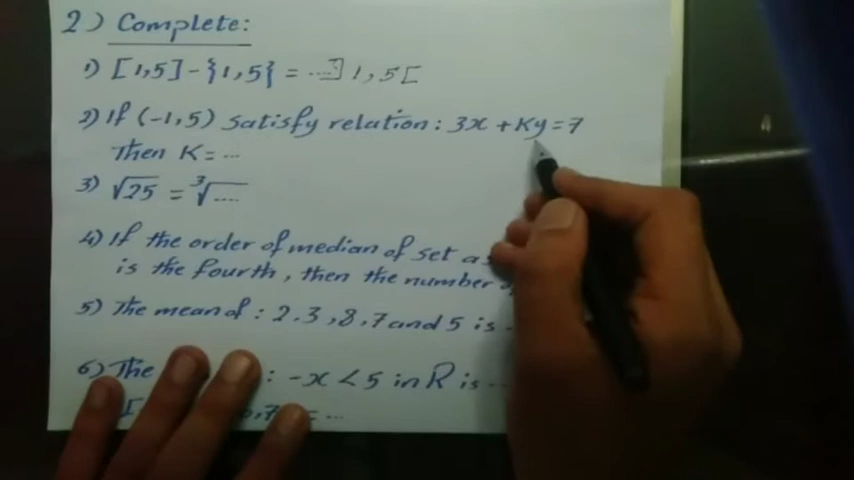 2) Complete:
1) [1,5] - {1,5} = ....]1,5[
2) If (-1,5) Satisfy relation: 3x + Ky = 7
Then K = ...
3) √25 = ³√....
4) If the order of median of set
is the fourth, then the number
5) The mean of : 2.3,8,7 and 5 is
6) The : -x < 5 in R is ...
,7 = ...